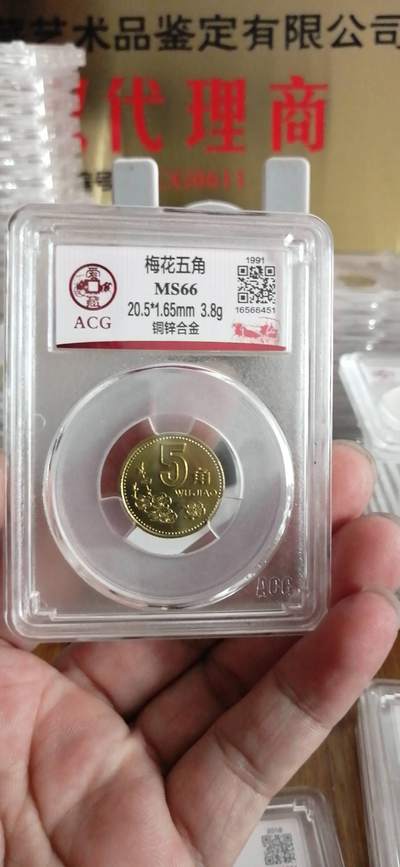 艺术品鉴定有限公司
代理商
梅花五角
MS66
20.5*1.65mm 3.8g
铜锌合金
ACG
1991
16566451
5角
WUJIAO
ACG